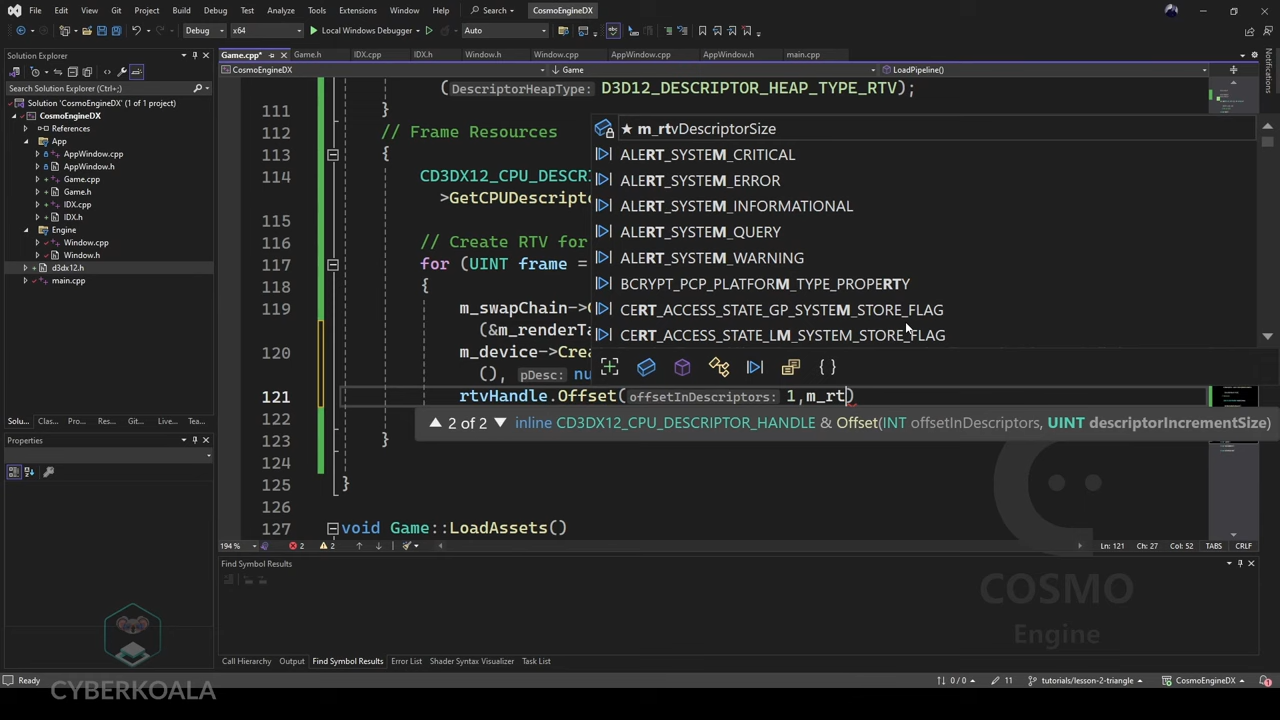 File Edit View Git Project Build Debug Test Analyze Tools Extensions Window Help Search CosmoEngineDX
Debug x64 Local Windows Debugger Auto
Solution Explorer
Search Solution Explorer (Ctrl+;)
Solution 'CosmoEngineDX' (1 of 1 project)
CosmoEngineDX
References
App
AppWindow.cpp
AppWindow.h
Game.cpp
Game.h
IDX.cpp
IDX.h
Engine
Window.cpp
Window.h
d3dx12.h
main.cpp
Solu... Clas... Pro... Res... Git... Live... Tea...
Properties
Game.cpp* Game.h IDX.cpp IDX.h Window.h Window.cpp AppWindow.cpp AppWindow.h main.cpp
CosmoEngineDX Game LoadPipeline()
(DescriptorHeapType: D3D12_DESCRIPTOR_HEAP_TYPE_RTV);
111 }
112 // Frame Resources
113 {
114 CD3DX12_CPU_DESCR
>GetCPUDescripto
115
116 // Create RTV for
117 for (UINT frame =
118 {
119 m_swapChain->
(&m_renderTa
120 m_device->Crea
(), pDesc: nu
121 rtvHandle.Offset(offsetInDescriptors: 1,m_rt)
122
123 }
124
125 }
126
127 void Game::LoadAssets()
★ m_rtvDescriptorSize
ALERT_SYSTEM_CRITICAL
ALERT_SYSTEM_ERROR
ALERT_SYSTEM_INFORMATIONAL
ALERT_SYSTEM_QUERY
ALERT_SYSTEM_WARNING
BCRYPT_PCP_PLATFORM_TYPE_PROPERTY
CERT_ACCESS_STATE_GP_SYSTEM_STORE_FLAG
CERT_ACCESS_STATE_LM_SYSTEM_STORE_FLAG
▲ 2 of 2 ▼ inline CD3DX12_CPU_DESCRIPTOR_HANDLE & Offset(INT offsetInDescriptors, UINT descriptorIncrementSize)
194 % 2 2 Ln: 121 Ch: 27 Col: 52 TABS CRLF
Find Symbol Results
Call Hierarchy Output Find Symbol Results Error List Shader Syntax Visualizer Task List
Ready 0 / 0 11 tutorials/lesson-2-triangle CosmoEngineDX 1
Notifications
COSMO
Engine
CYBERKOALA